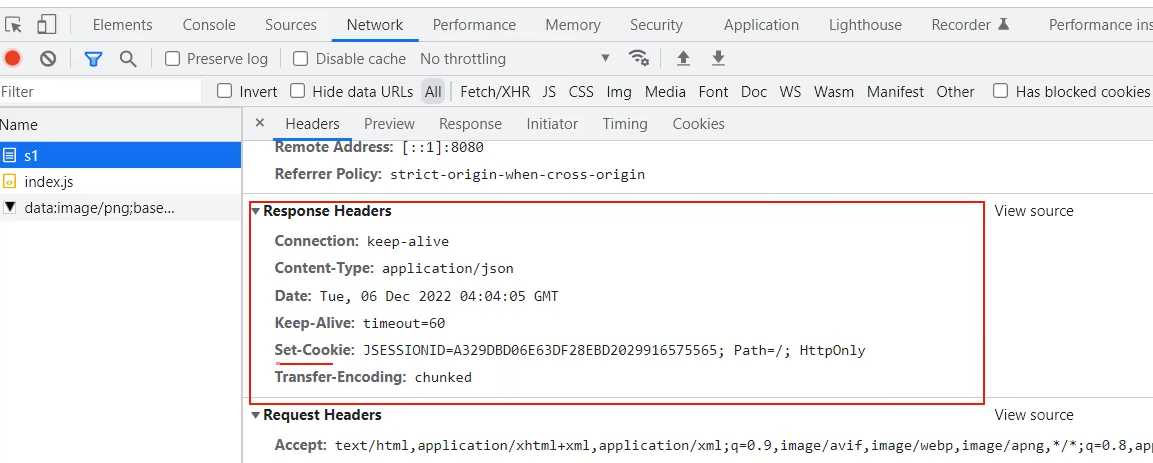 Elements Console Sources Network Performance Memory Security Application Lighthouse Recorder Performance ins
Preserve log Disable cache No throttling
Filter Invert Hide data URLs All Fetch/XHR JS CSS Img Media Font Doc WS Wasm Manifest Other Has blocked cookies
Name × Headers Preview Response Initiator Timing Cookies
s1
index.js
data:image/png;base...
Remote Address: [::1]:8080
Referrer Policy: strict-origin-when-cross-origin
Response Headers View source
Connection: keep-alive
Content-Type: application/json
Date: Tue, 06 Dec 2022 04:04:05 GMT
Keep-Alive: timeout=60
Set-Cookie: JSESSIONID=A329DBD06E63DF28EBD2029916575565; Path=/; HttpOnly
Transfer-Encoding: chunked
Request Headers View source
Accept: text/html,application/xhtml+xml,application/xml;q=0.9,image/avif,image/webp,image/apng,*/*;q=0.8,app